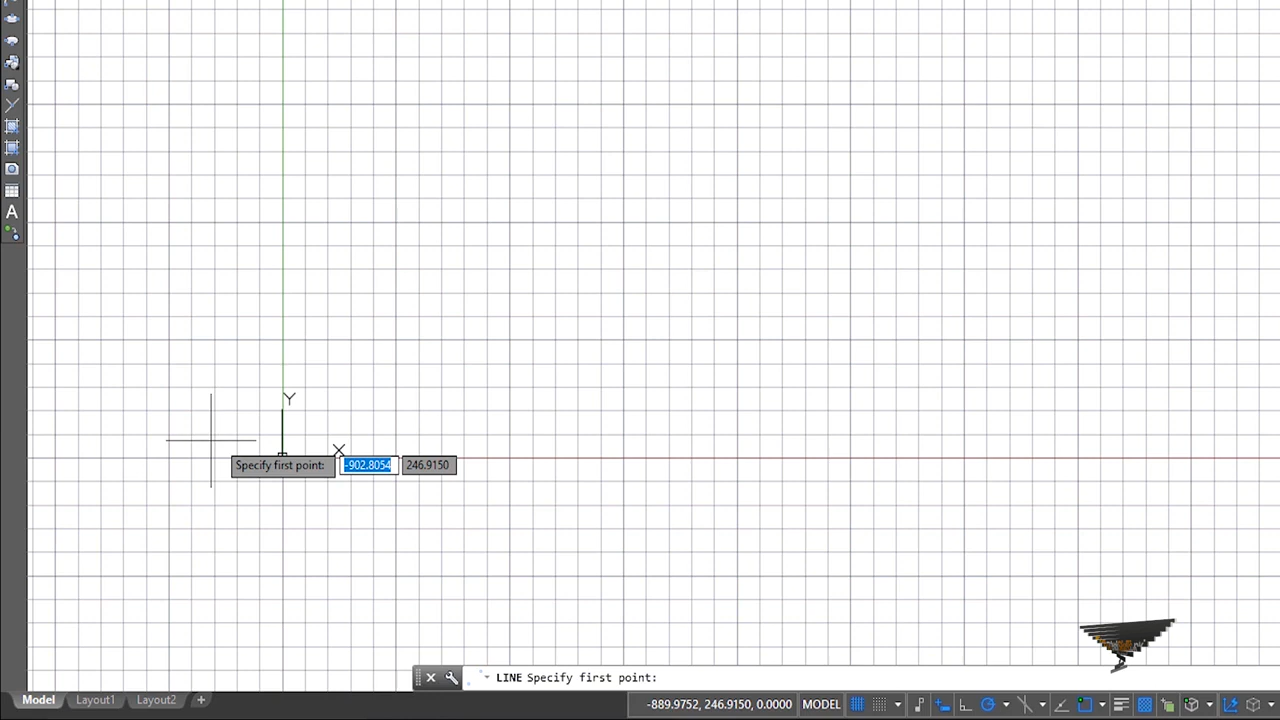 A
Y
X
Specify first point: -902.8054 246.9150
LINE Specify first point:
Model Layout1 Layout2 +
-889.9752, 246.9150, 0.0000 MODEL